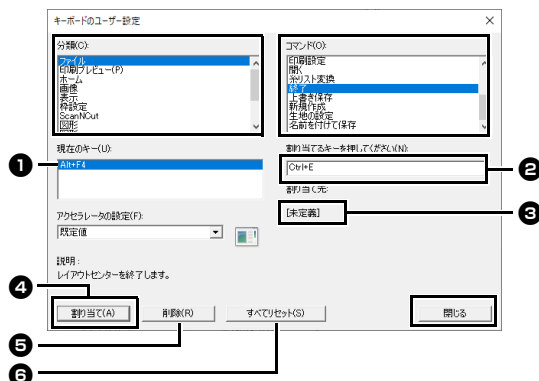 キーボードのユーザー設定
分類(C):
ファイル
印刷プレビュー(P)
ホーム
画像
表示
枠設定
ScanNCut
図形
コマンド(O):
印刷設定
開く
糸リスト変換
終了
上書き保存
新規作成
生地の設定
名前を付けて保存
現在のキー(U):
❶
Alt+F4
割り当てるキーを押してください(N):
Ctrl+E
❷
割り当て先:
[未定義]
❸
アクセラレータの設定(F):
既定値
説明:
レイアウトセンターを終了します。
❹
割り当て(A)
削除(R)
すべてリセット(S)
閉じる
❺
❻